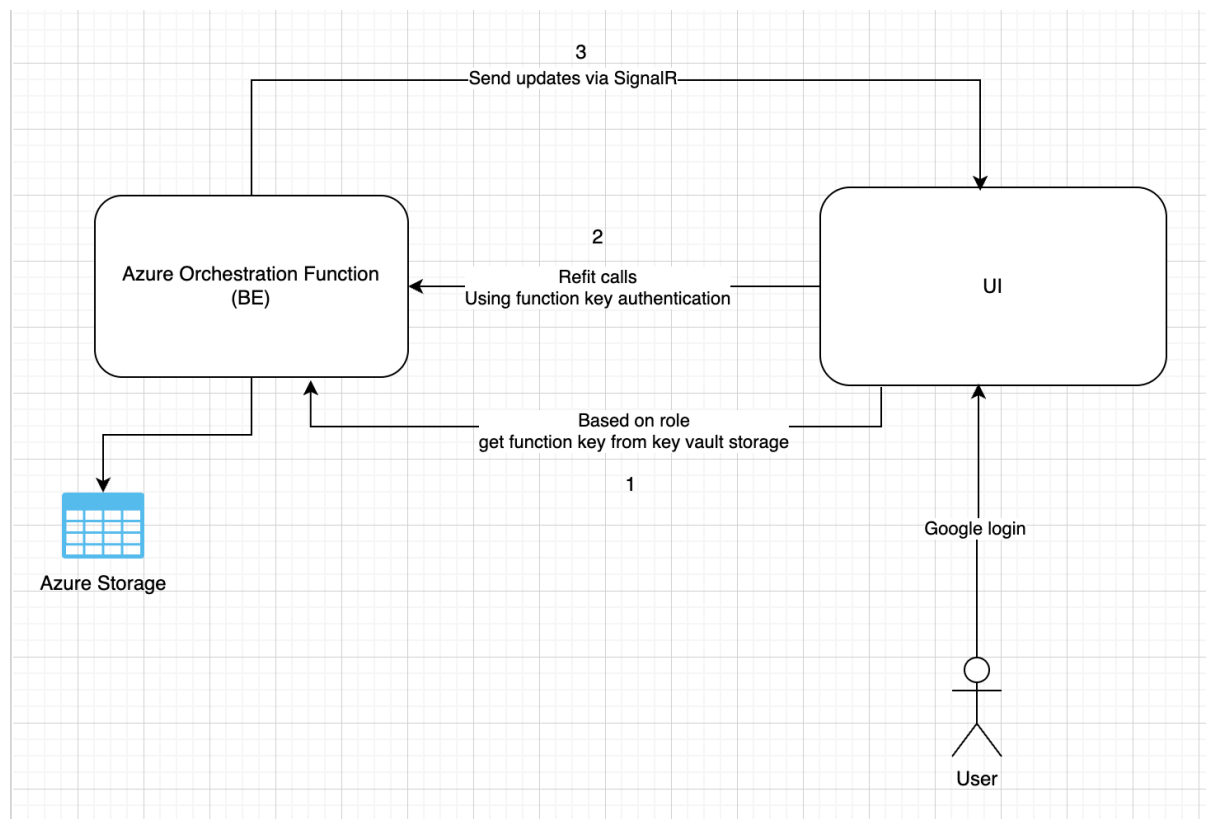 3
Send updates via SignalR
2
Azure Orchestration Function
(BE)
Refit calls
Using function key authentication
UI
Based on role
get function key from key vault storage
1
Google login
Azure Storage
User